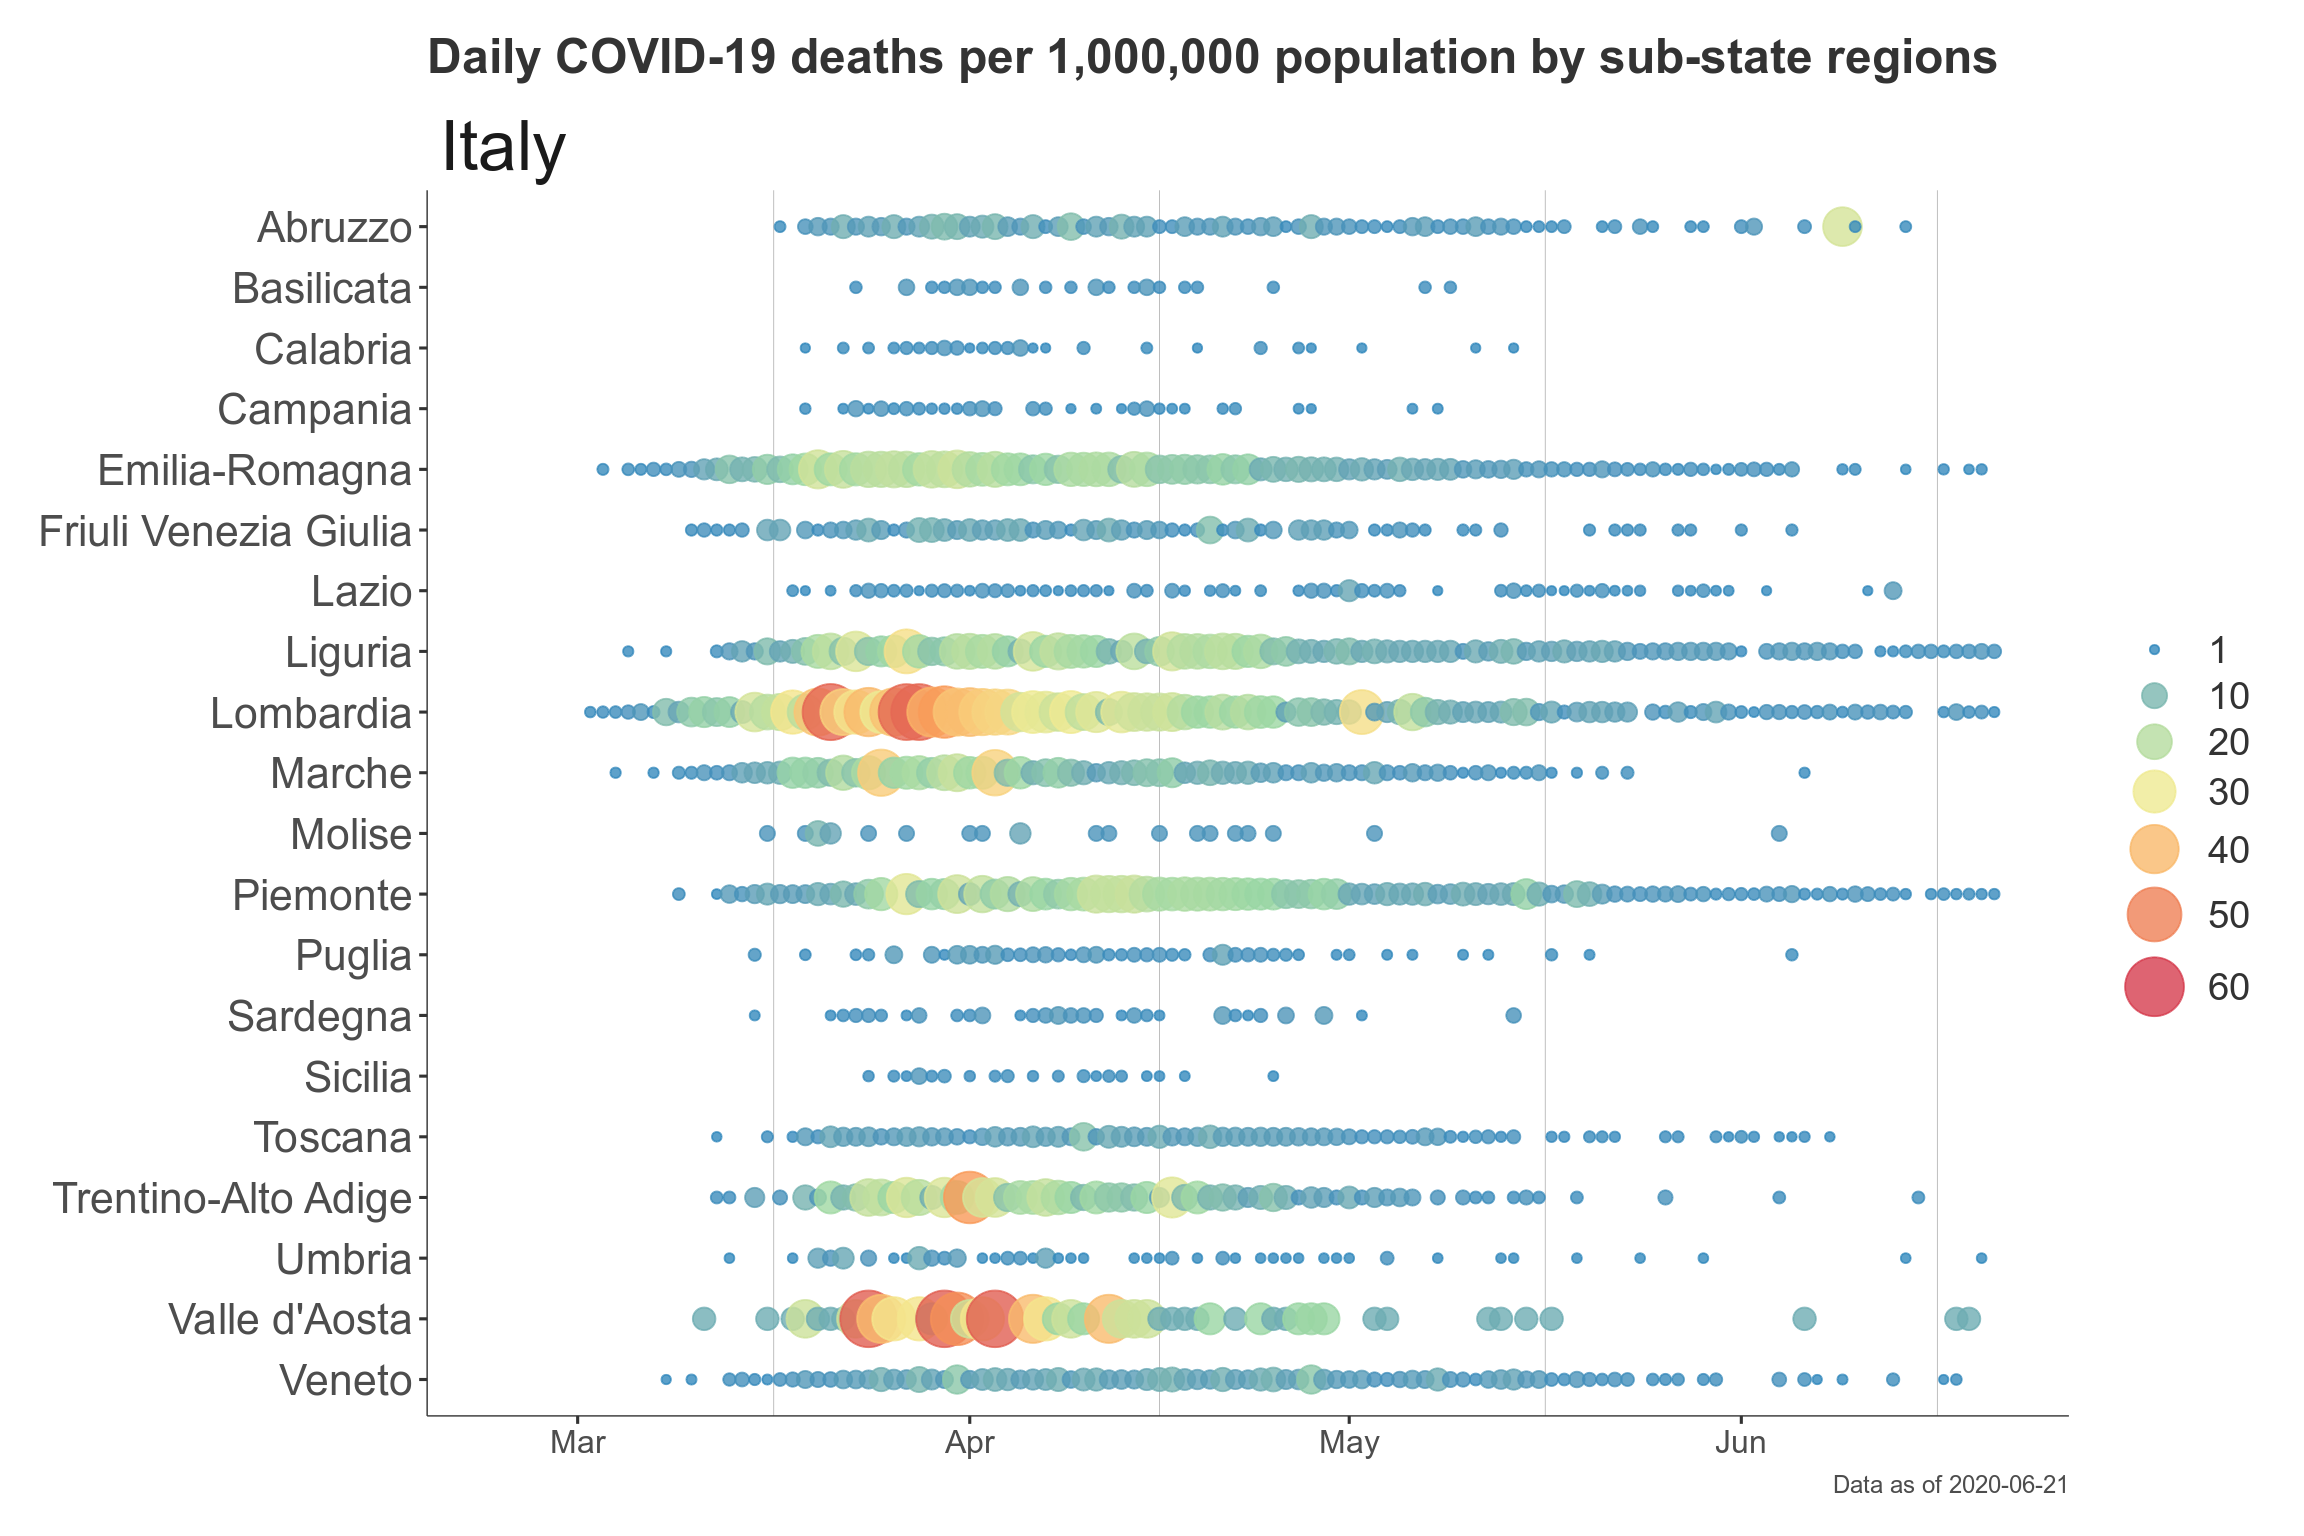 Daily COVID-19 deaths per 1,000,000 population by sub-state regions
Italy
Abruzzo
Basilicata
Calabria
Campania
Emilia-Romagna
Friuli Venezia Giulia
Lazio
Liguria
Lombardia
Marche
Molise
Piemonte
Puglia
Sardegna
Sicilia
Toscana
Trentino-Alto Adige
Umbria
Valle d'Aosta
Veneto
1
10
20
30
40
50
60
Mar Apr May Jun
Data as of 2020-06-21